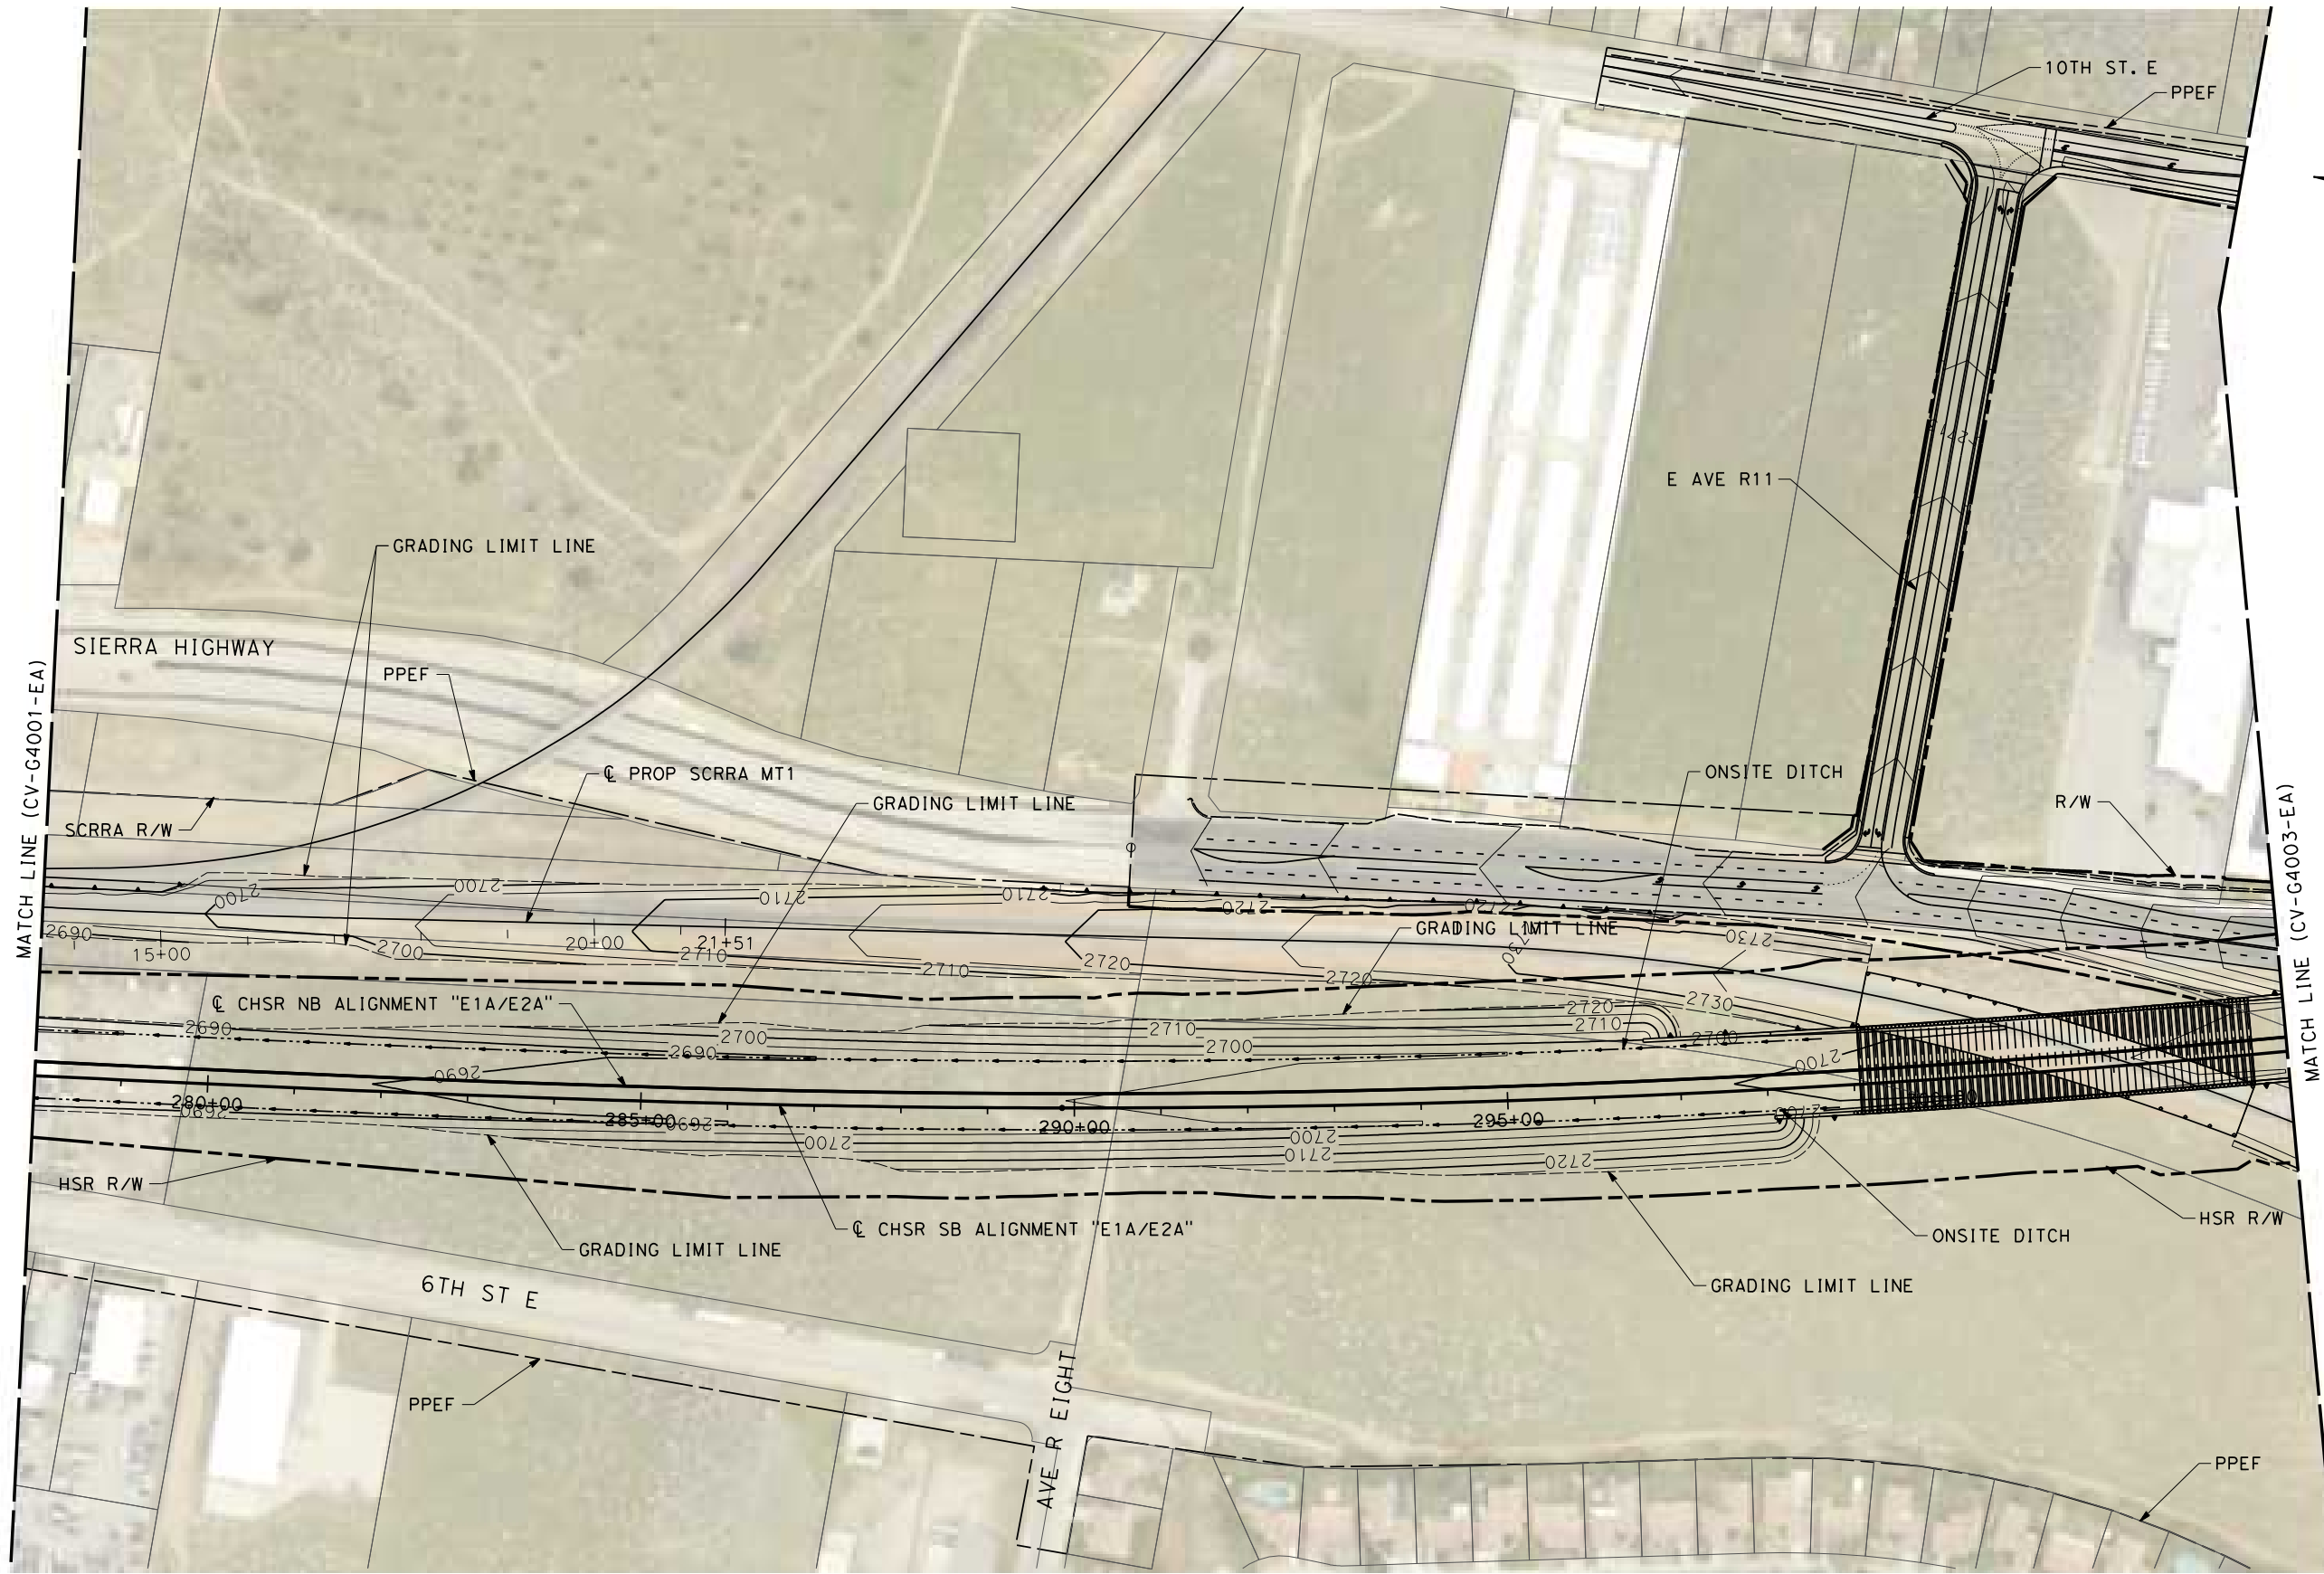 10TH ST. E
PPEF
E AVE R11
GRADING LIMIT LINE
SIERRA HIGHWAY
PPEF
℄ PROP SCRRA MT1
ONSITE DITCH
GRADING LIMIT LINE
R/W
SCRRA R/W
MATCH LINE (CV-G4001-EA)
MATCH LINE (CV-G4003-EA)
2700
2700
2710
2710
2720
2720
GRADING LIMIT LINE
2730
2730
2690
15+00
2700
20+00
21+51
2710
2710
2720
2720
℄ CHSR NB ALIGNMENT "E1A/E2A"
2730
2720
2710
2700
2690
2700
2690
2710
2700
2700
2690
280+00
2690
285+00
2690
290+00
295+00
2700
2700
2710
2720
HSR R/W
HSR R/W
℄ CHSR SB ALIGNMENT "E1A/E2A"
ONSITE DITCH
GRADING LIMIT LINE
GRADING LIMIT LINE
6TH ST E
PPEF
AVE R EIGHT
PPEF